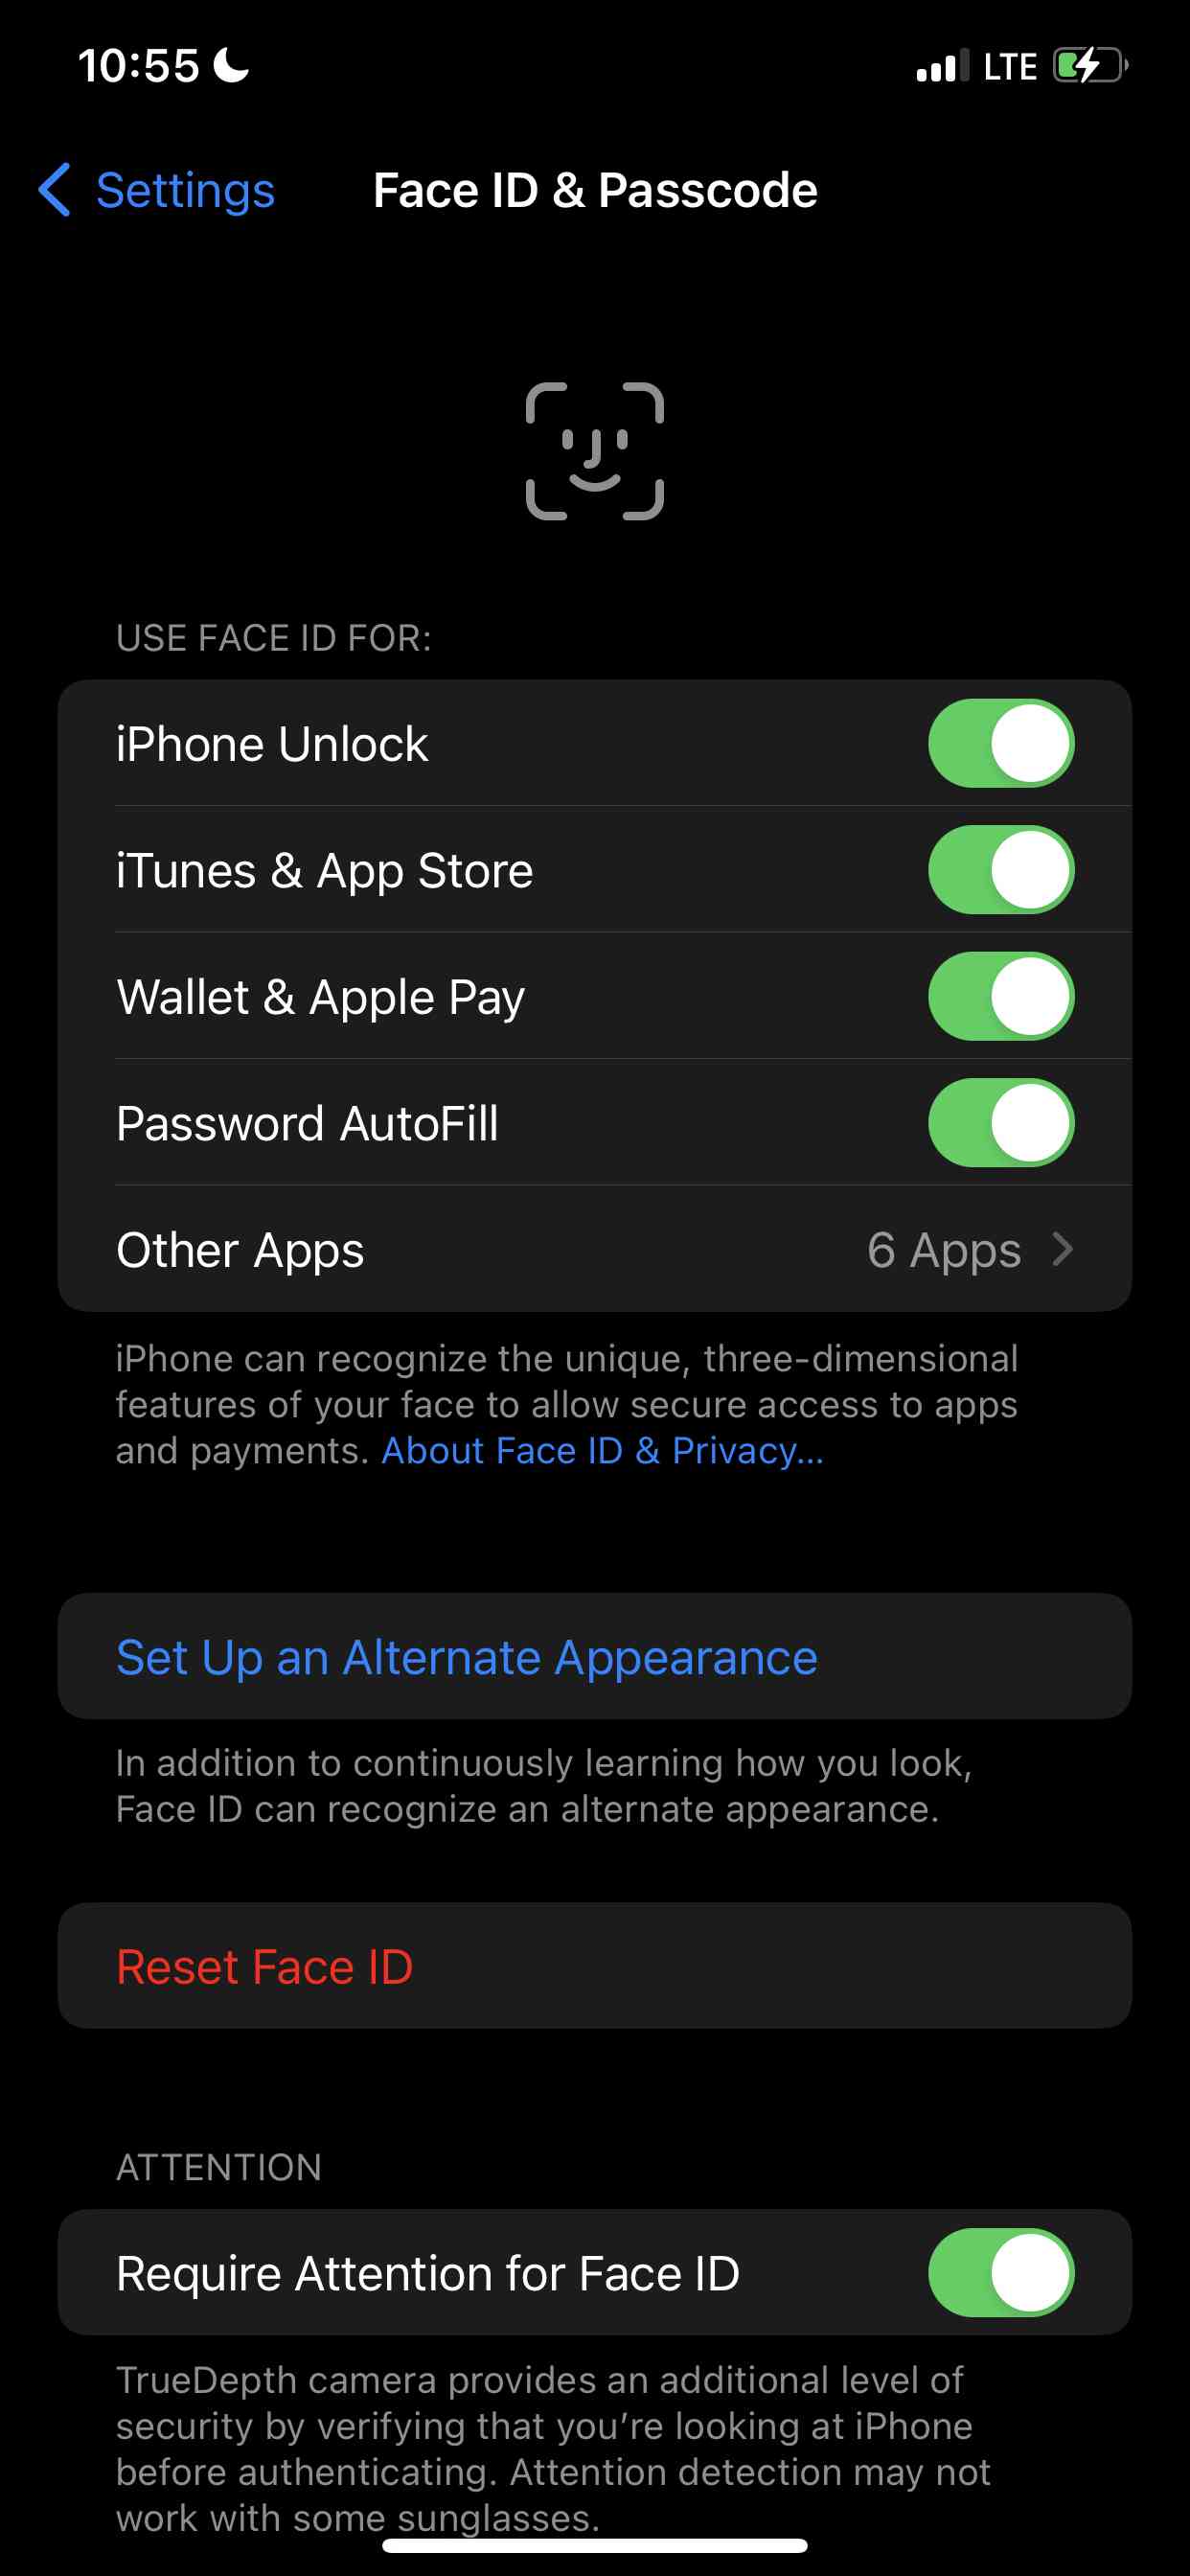 10:55
LTE
Settings
Face ID & Passcode
USE FACE ID FOR:
iPhone Unlock
iTunes & App Store
Wallet & Apple Pay
Password AutoFill
Other Apps 6 Apps
iPhone can recognize the unique, three-dimensional
features of your face to allow secure access to apps
and payments. About Face ID & Privacy...
Set Up an Alternate Appearance
In addition to continuously learning how you look,
Face ID can recognize an alternate appearance.
Reset Face ID
ATTENTION
Require Attention for Face ID
TrueDepth camera provides an additional level of
security by verifying that you’re looking at iPhone
before authenticating. Attention detection may not
work with some sunglasses.